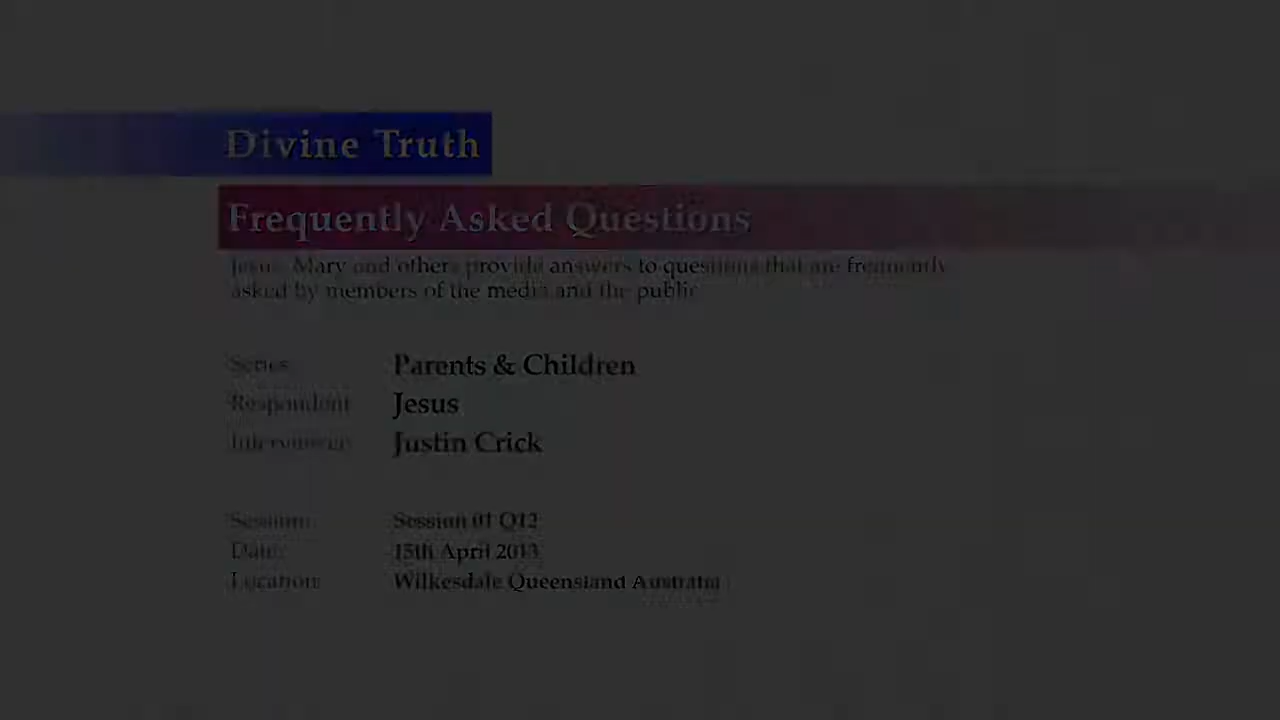 Divine Truth
Frequently Asked Questions
Jesus, Mary and others provide answers to questions that are frequently
asked by members of the media and the public
Series: Parents & Children
Respondent: Jesus
Interviewer: Justin Crick
Session: Session 01 Q12
Date: 15th April 2013
Location: Wilkesdale Queensland Australia